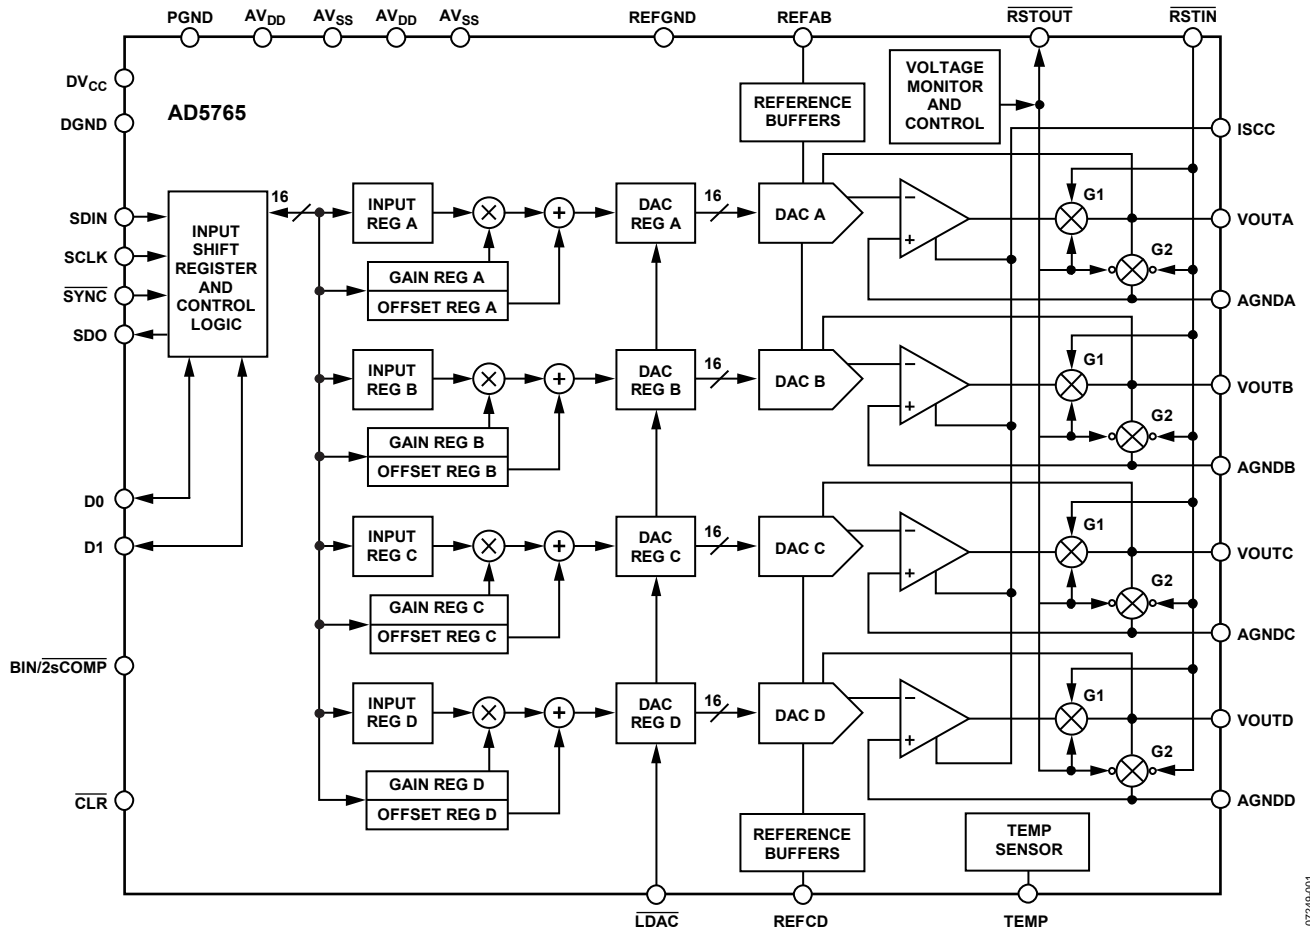 PGND AVDD AVSS AVDD AVSS REFGND REFAB RSTOUT RSTIN
DVCC
DGND
AD5765
REFERENCE
BUFFERS
VOLTAGE
MONITOR
AND
CONTROL
ISCC
SDIN
SCLK
SYNC
SDO
INPUT
SHIFT
REGISTER
AND
CONTROL
LOGIC
16
INPUT
REG A
×
+
GAIN REG A
OFFSET REG A
DAC
REG A
16
DAC A
−
+
G1
G2
VOUTA
AGNDA
INPUT
REG B
×
+
GAIN REG B
OFFSET REG B
DAC
REG B
16
DAC B
−
+
G1
G2
VOUTB
AGNDB
D0
D1
INPUT
REG C
×
+
GAIN REG C
OFFSET REG C
DAC
REG C
16
DAC C
−
+
G1
G2
VOUTC
AGNDC
BIN/2sCOMP
CLR
INPUT
REG D
×
+
GAIN REG D
OFFSET REG D
DAC
REG D
16
DAC D
−
+
G1
G2
VOUTD
AGNDD
REFERENCE
BUFFERS
TEMP
SENSOR
LDAC REFCD TEMP
07249-001